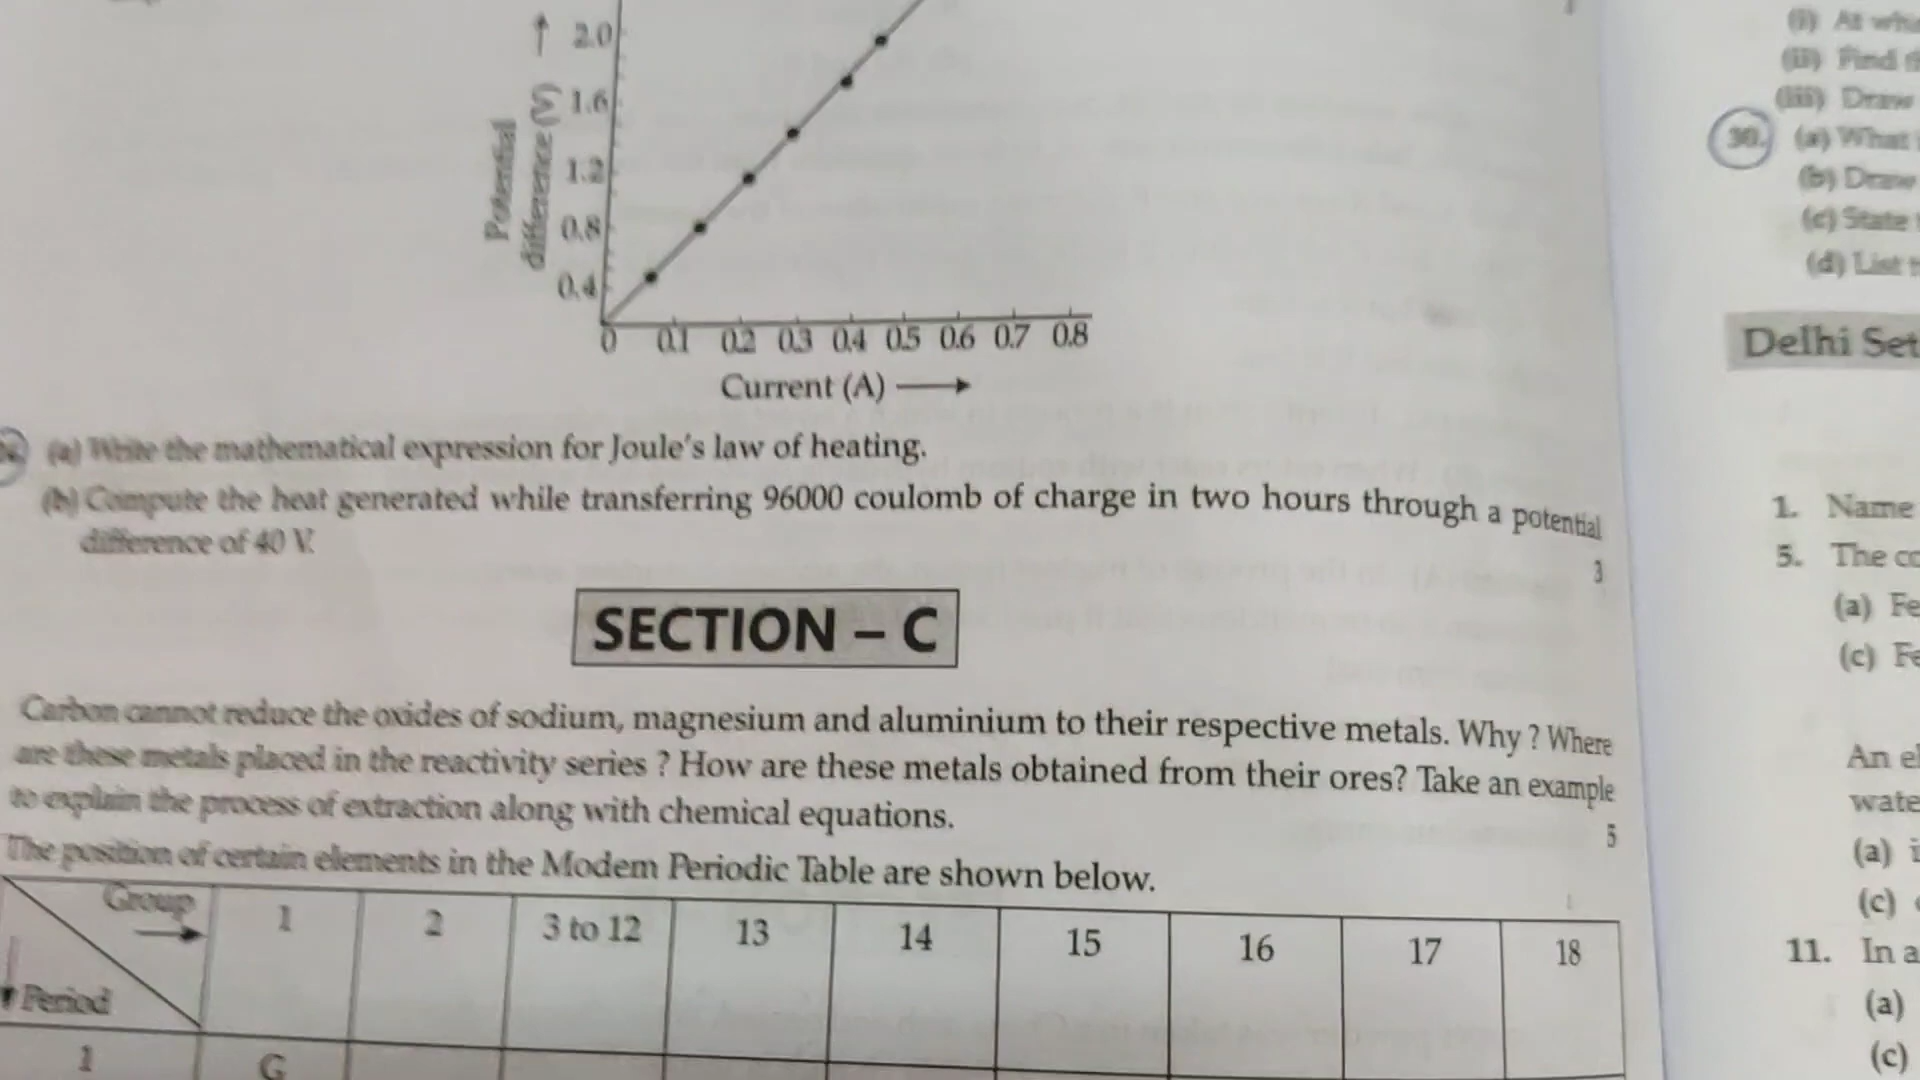 2.0
1.6
1.2
0.8
0.4
Potential
difference (V)
0 0.1 0.2 0.3 0.4 0.5 0.6 0.7 0.8
Current (A)
(a) Write the mathematical expression for Joule's law of heating.
(b) Compute the heat generated while transferring 96000 coulomb of charge in two hours through a potential
difference of 40 V.
3
SECTION – C
Carbon cannot reduce the oxides of sodium, magnesium and aluminium to their respective metals. Why ? Where
are these metals placed in the reactivity series ? How are these metals obtained from their ores? Take an example
to explain the process of extraction along with chemical equations.
5
The position of certain elements in the Modem Periodic Table are shown below.
Group
Period
1 2 3 to 12 13 14 15 16 17 18
1 G
(i) At
(ii) Find
(iii) Draw
30. (a) What
(b) Draw
(c) State
(d) List
Delhi Set
1. Name
5. The
(a) Fe
(c) Fe
An
(a)
(c)
11. In a
(a)
(c)